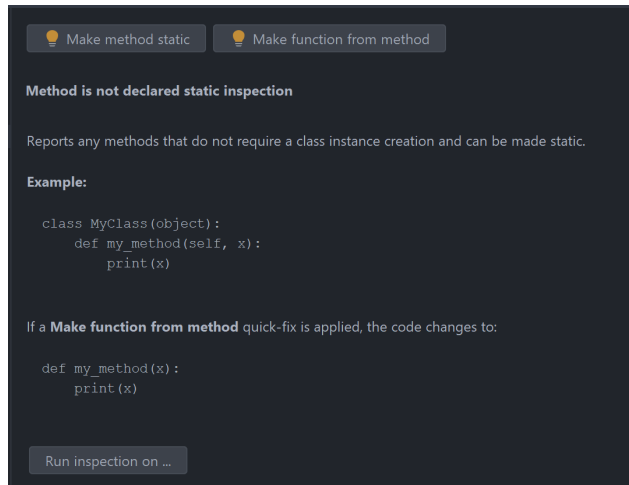 Make method static
Make function from method
Method is not declared static inspection
Reports any methods that do not require a class instance creation and can be made static.
Example:
class MyClass(object):
    def my_method(self, x):
        print(x)
If a Make function from method quick-fix is applied, the code changes to:
def my_method(x):
    print(x)
Run inspection on ...